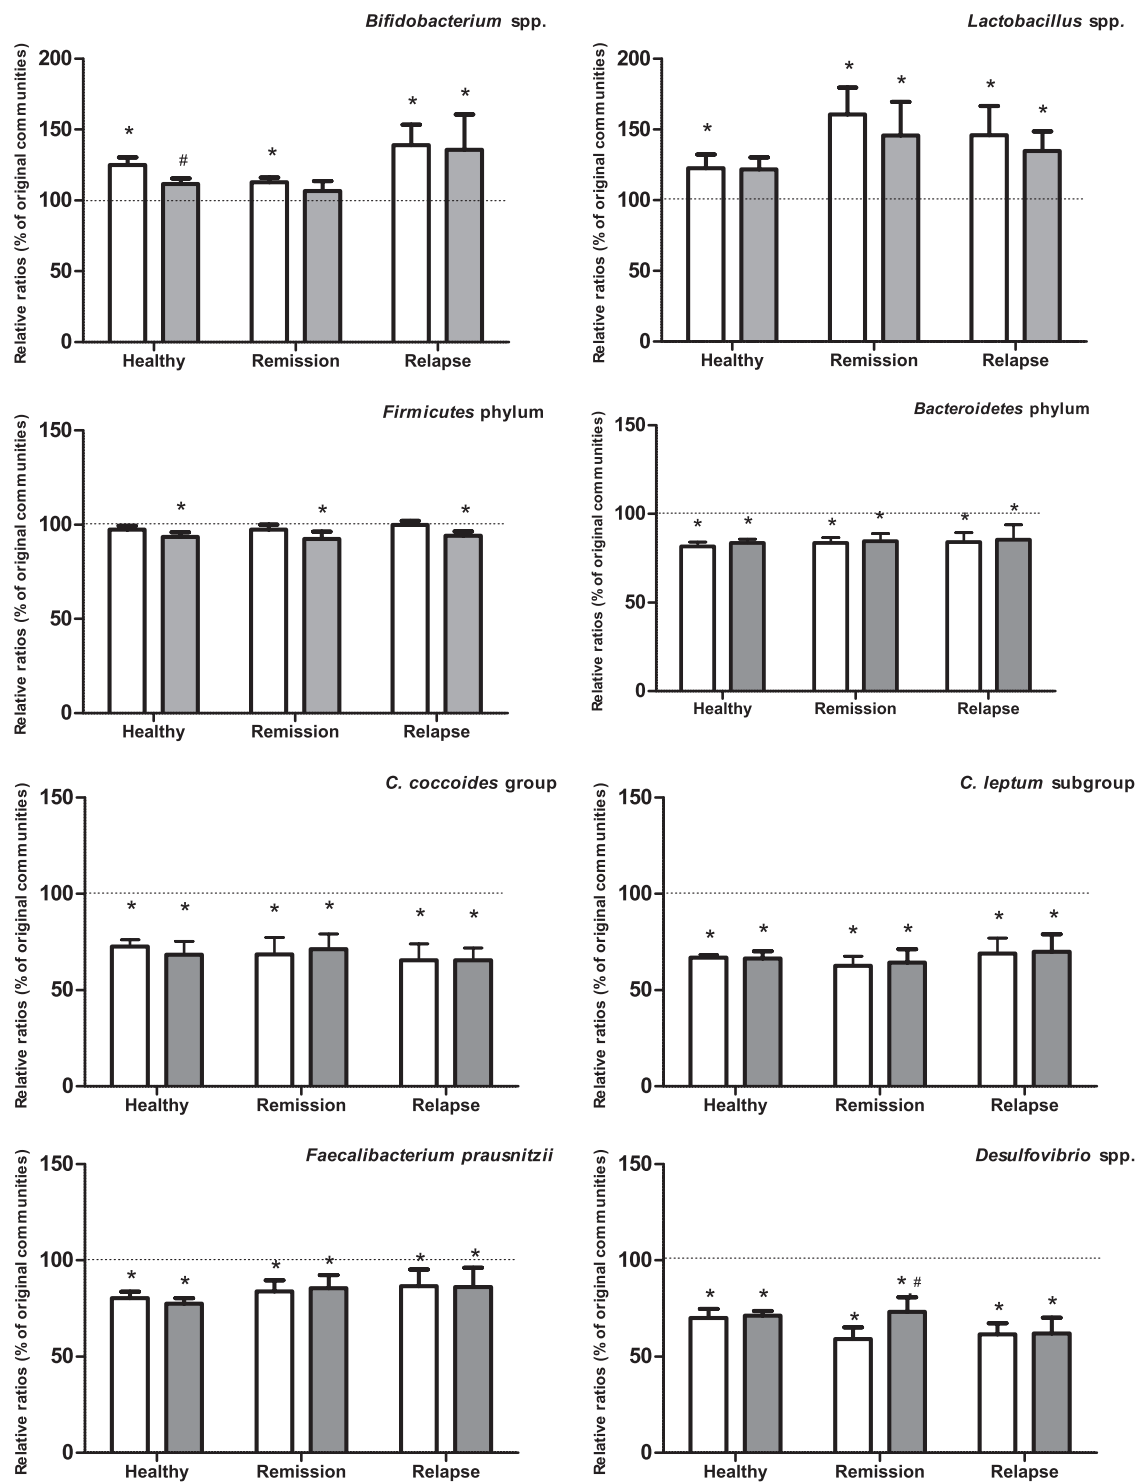 Bifidobacterium spp.
Relative ratios (% of original communities)
200
150
100
50
0
* # * * *
Healthy Remission Relapse
Lactobacillus spp.
Relative ratios (% of original communities)
200
150
100
50
0
* * * * *
Healthy Remission Relapse
Firmicutes phylum
Relative ratios (% of original communities)
150
100
50
0
* * *
Healthy Remission Relapse
Bacteroidetes phylum
Relative ratios (% of original communities)
150
100
50
0
* * * * * *
Healthy Remission Relapse
C. coccoides group
Relative ratios (% of original communities)
150
100
50
0
* * * * * *
Healthy Remission Relapse
C. leptum subgroup
Relative ratios (% of original communities)
150
100
50
0
* * * * * *
Healthy Remission Relapse
Faecalibacterium prausnitzii
Relative ratios (% of original communities)
150
100
50
0
* * * * * *
Healthy Remission Relapse
Desulfovibrio spp.
Relative ratios (% of original communities)
150
100
50
0
* * * * # * *
Healthy Remission Relapse